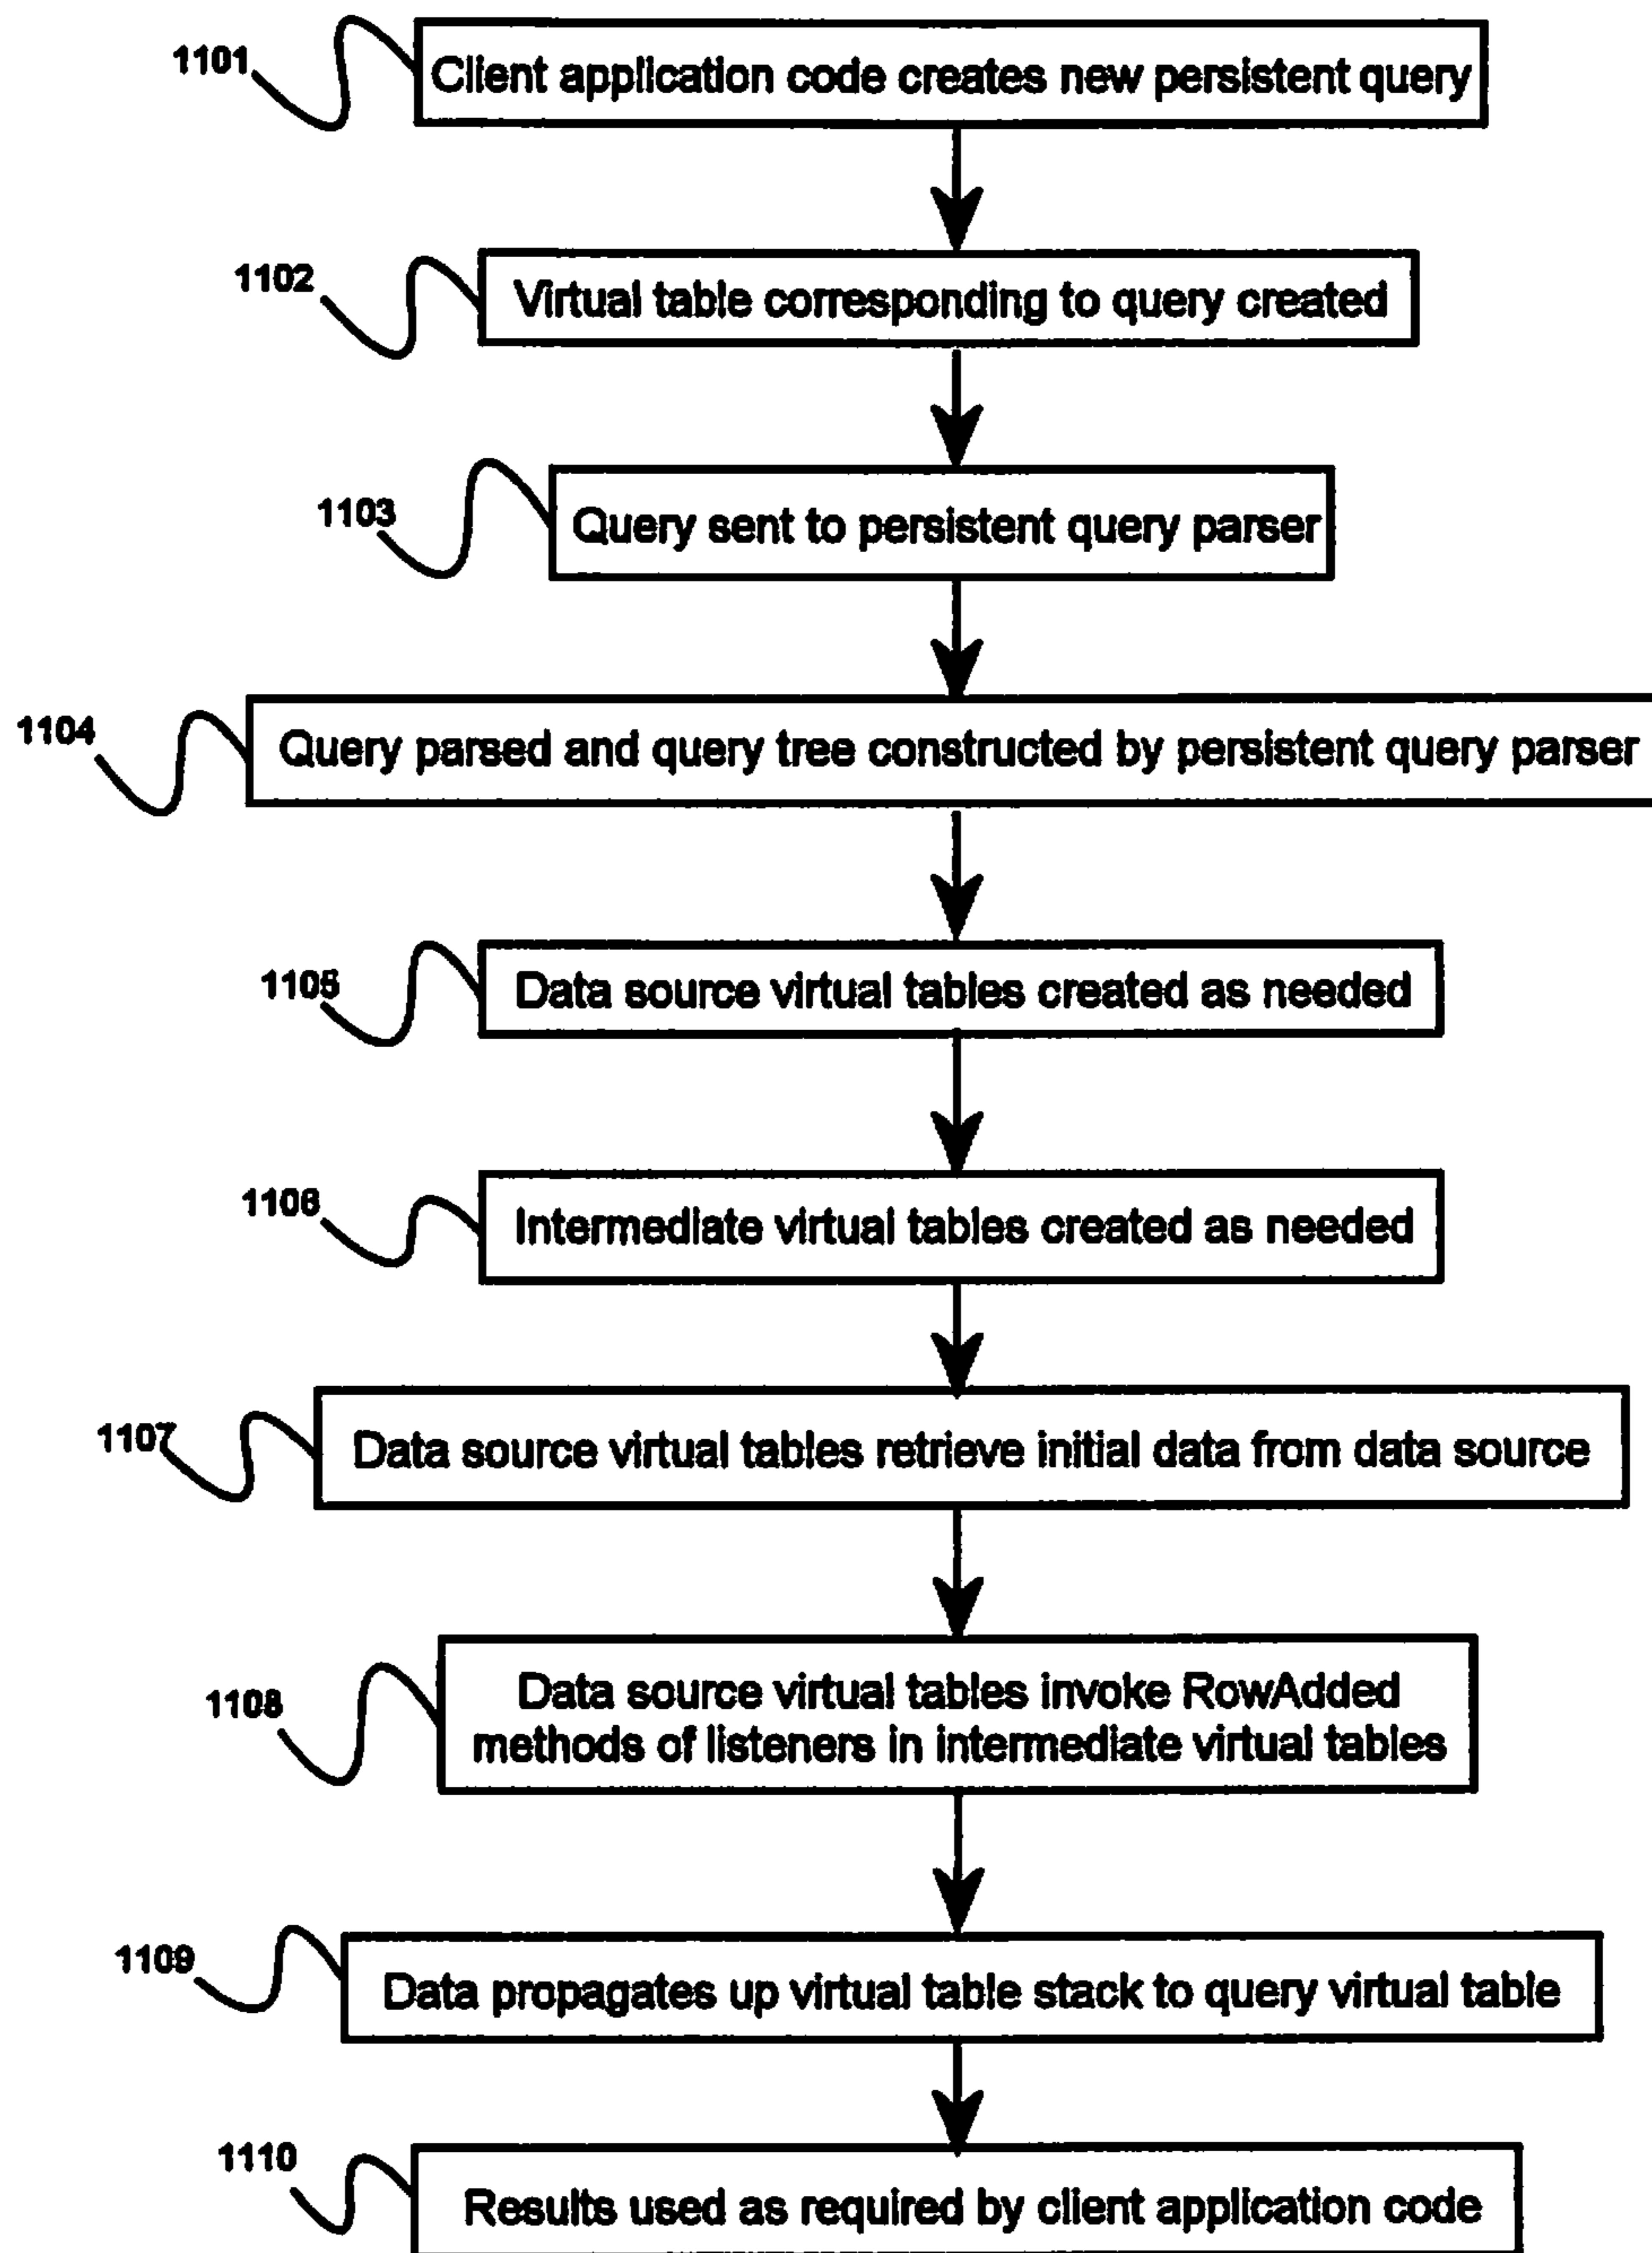 1101
Client application code creates new persistent query
1102
Virtual table corresponding to query created
1103
Query sent to persistent query parser
1104
Query parsed and query tree constructed by persistent query parser
1105
Data source virtual tables created as needed
1106
Intermediate virtual tables created as needed
1107
Data source virtual tables retrieve initial data from data source
1108
Data source virtual tables invoke RowAdded
methods of listeners in intermediate virtual tables
1109
Data propagates up virtual table stack to query virtual table
1110
Results used as required by client application code